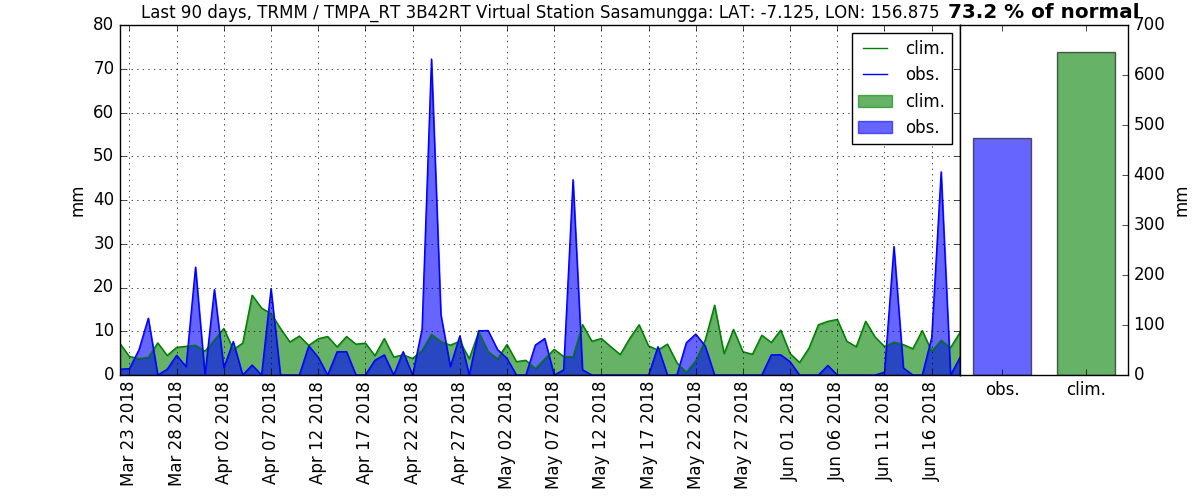 Last 90 days, TRMM / TMPA_RT 3B42RT Virtual Station Sasamungga: LAT: -7.125, LON: 156.875 73.2 % of normal
80
70
60
50
40
30
20
10
0
mm
clim.
obs.
clim.
obs.
700
600
500
400
300
200
100
0
mm
obs. clim.
Mar 23 2018
Mar 28 2018
Apr 02 2018
Apr 07 2018
Apr 12 2018
Apr 17 2018
Apr 22 2018
Apr 27 2018
May 02 2018
May 07 2018
May 12 2018
May 17 2018
May 22 2018
May 27 2018
Jun 01 2018
Jun 06 2018
Jun 11 2018
Jun 16 2018